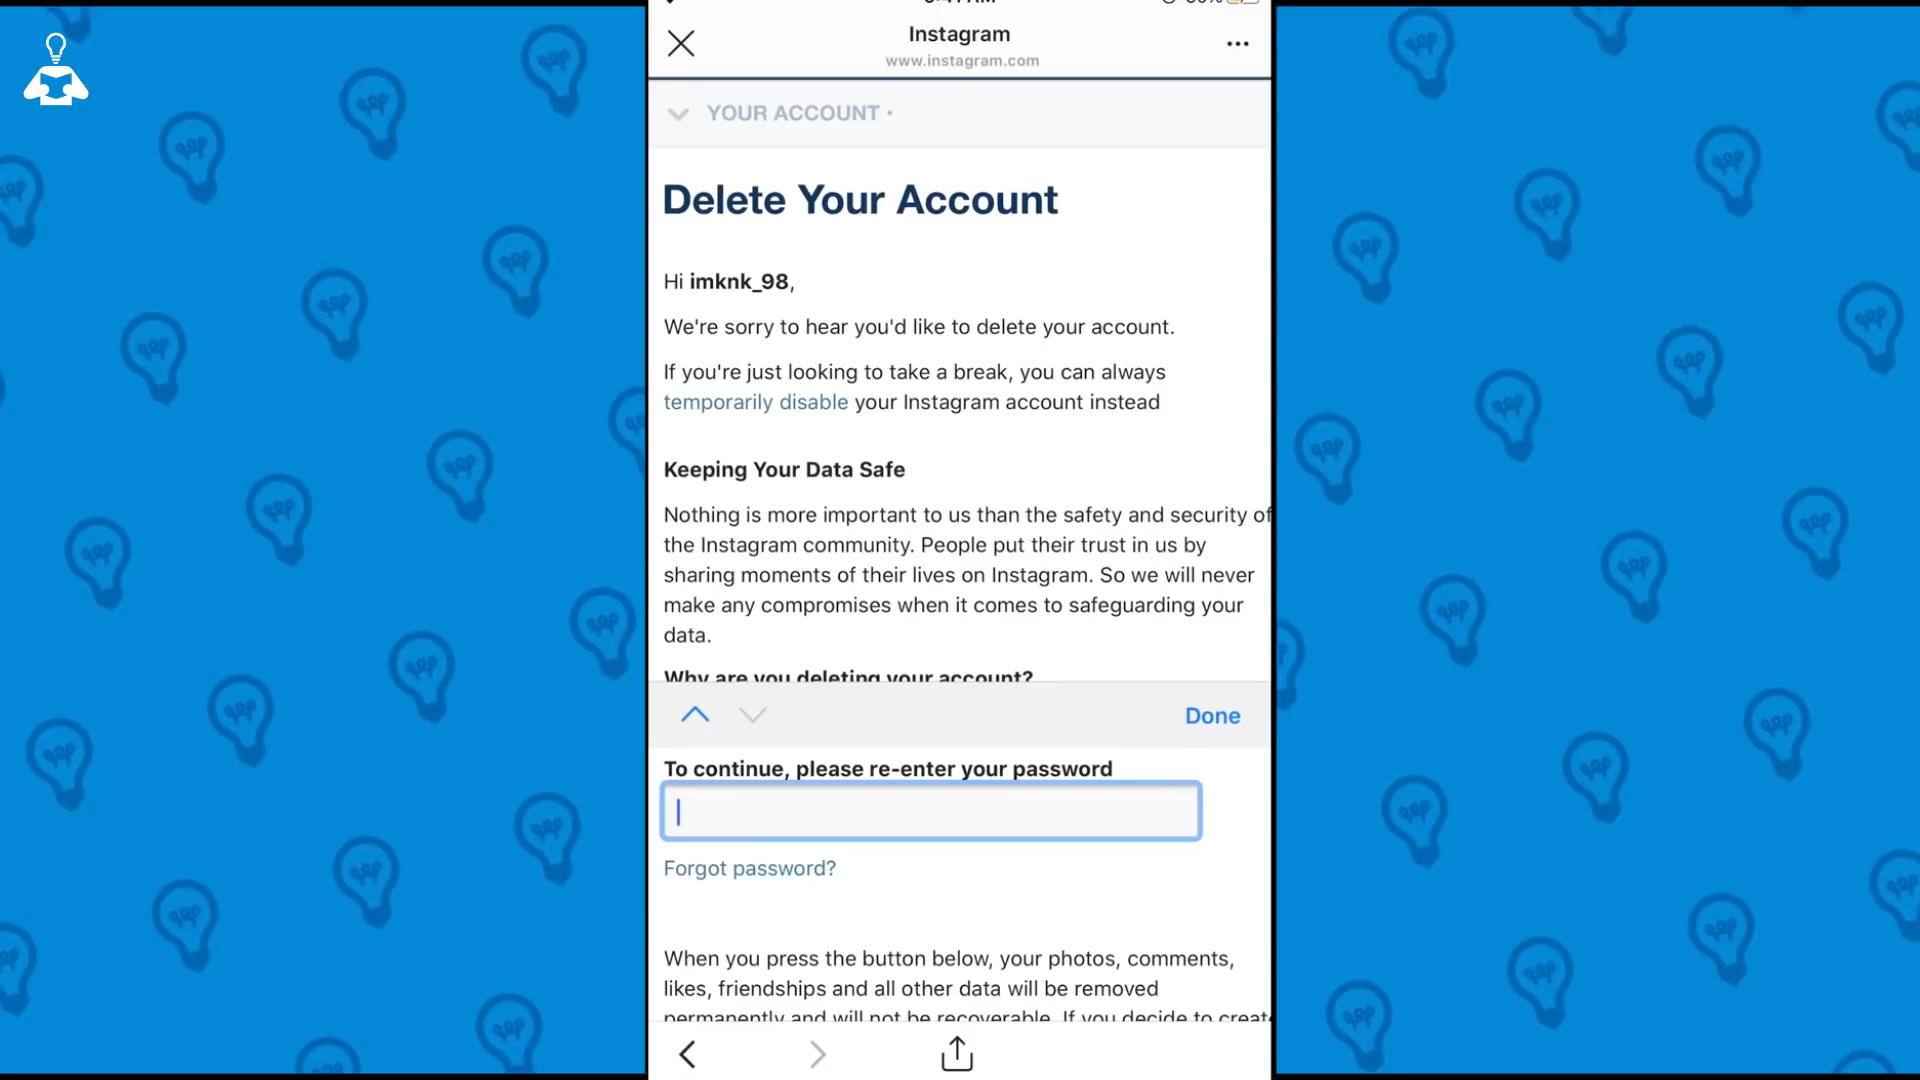 Instagram
www.instagram.com
YOUR ACCOUNT •
Delete Your Account
Hi imknk_98,
We're sorry to hear you'd like to delete your account.
If you're just looking to take a break, you can always
temporarily disable your Instagram account instead
Keeping Your Data Safe
Nothing is more important to us than the safety and security of
the Instagram community. People put their trust in us by
sharing moments of their lives on Instagram. So we will never
make any compromises when it comes to safeguarding your
data.
Why are you deleting your account?
Done
To continue, please re-enter your password
Forgot password?
When you press the button below, your photos, comments,
likes, friendships and all other data will be removed
permanently and will not be recoverable. If you decide to create